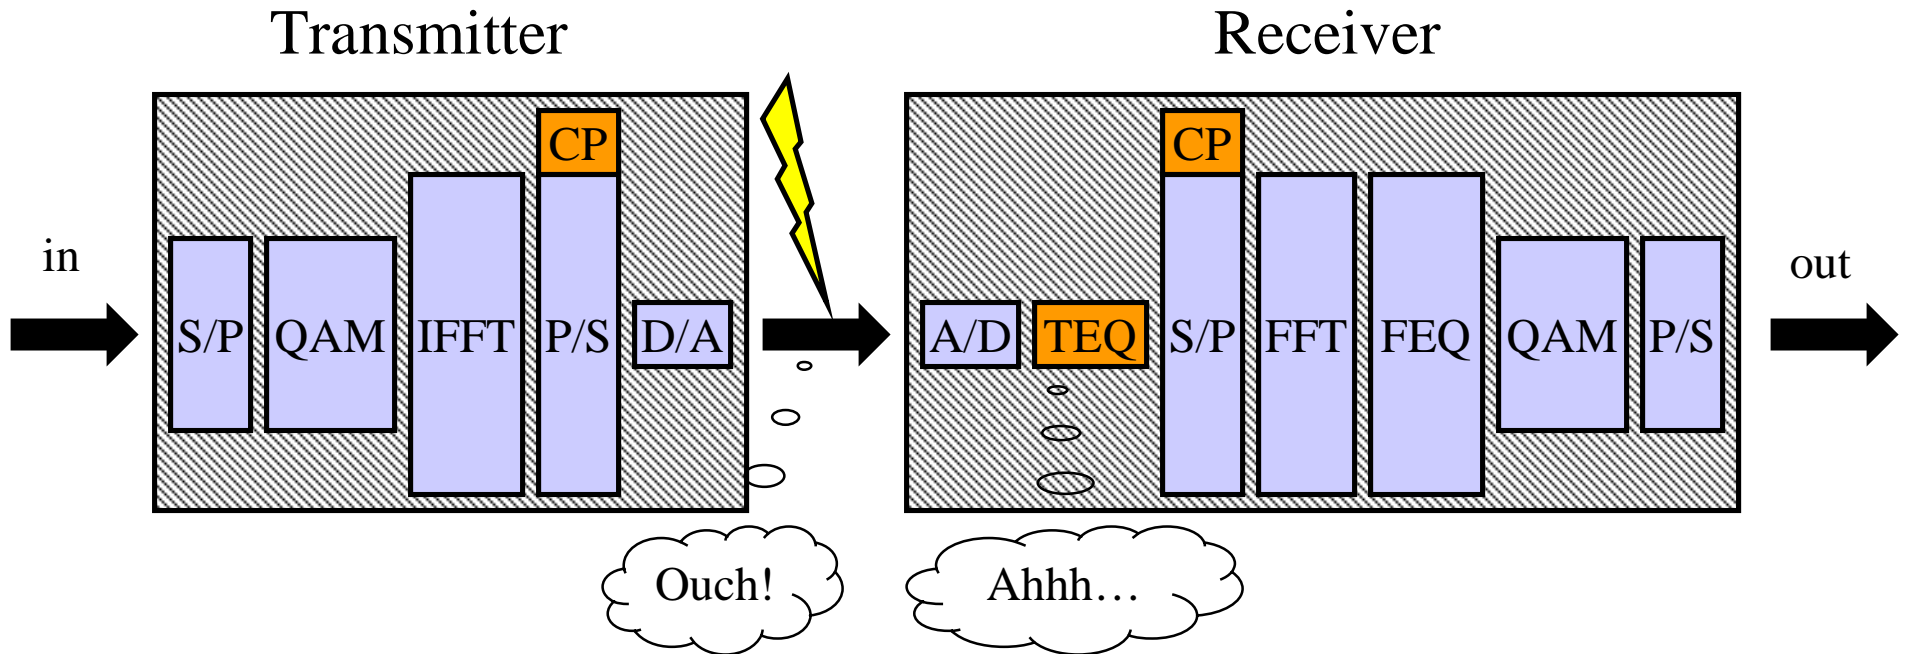 Transmitter
Receiver
CP
CP
in
out
S/P QAM IFFT P/S D/A
A/D TEQ S/P FFT FEQ QAM P/S
Ouch!
Ahhh…